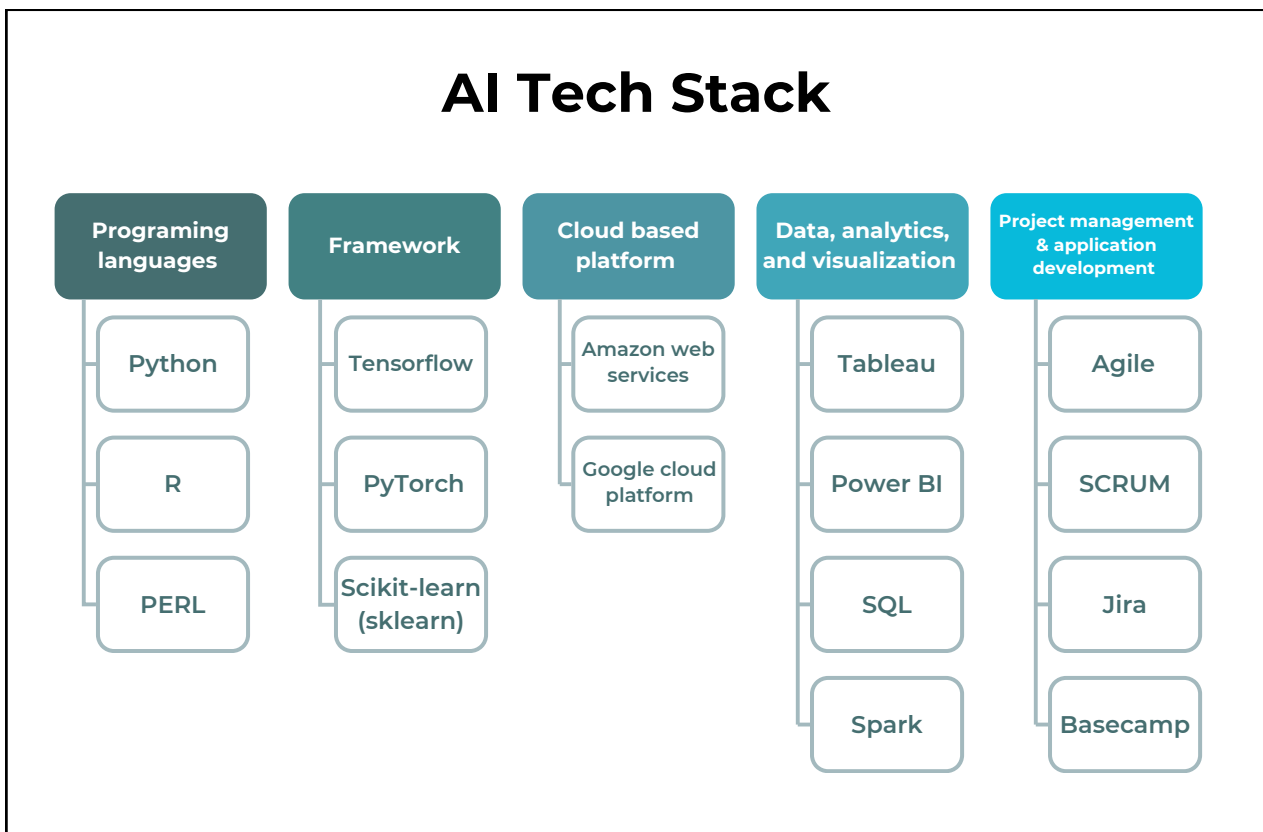 AI Tech Stack
Programing
languages
Python
R
PERL
Framework
Tensorflow
PyTorch
Scikit-learn
(sklearn)
Cloud based
platform
Amazon web
services
Google cloud
platform
Data, analytics,
and visualization
Tableau
Power BI
SQL
Spark
Project management
& application
development
Agile
SCRUM
Jira
Basecamp